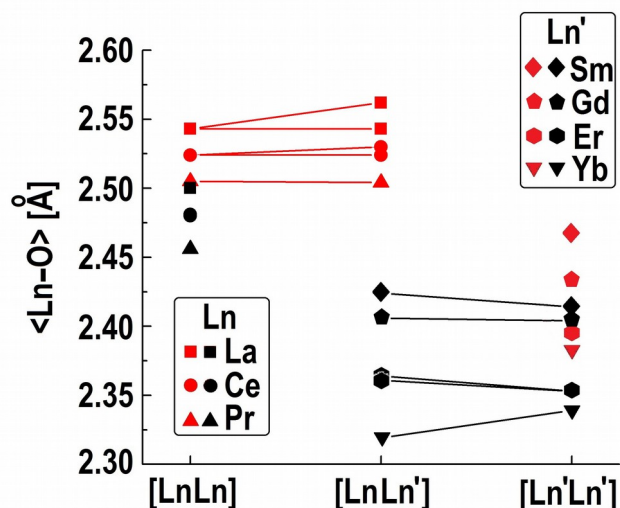 2.60
2.55
2.50
2.45
2.40
2.35
2.30
<Ln-O> [Å]
[LnLn]
[LnLn']
[Ln'Ln']
Ln
La
Ce
Pr
Ln'
Sm
Gd
Er
Yb